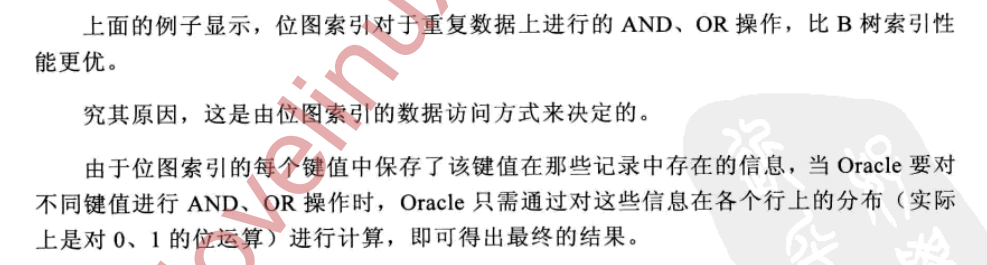 上面的例子显示，位图索引对于重复数据上进行的 AND、OR 操作，比 B 树索引性
能更优。
究其原因，这是由位图索引的数据访问方式来决定的。
由于位图索引的每个键值中保存了该键值在那些记录中存在的信息，当 Oracle 要对
不同键值进行 AND、OR 操作时，Oracle 只需通过对这些信息在各个行上的分布（实际
上是对 0、1 的位运算）进行计算，即可得出最终的结果。
ovelinux